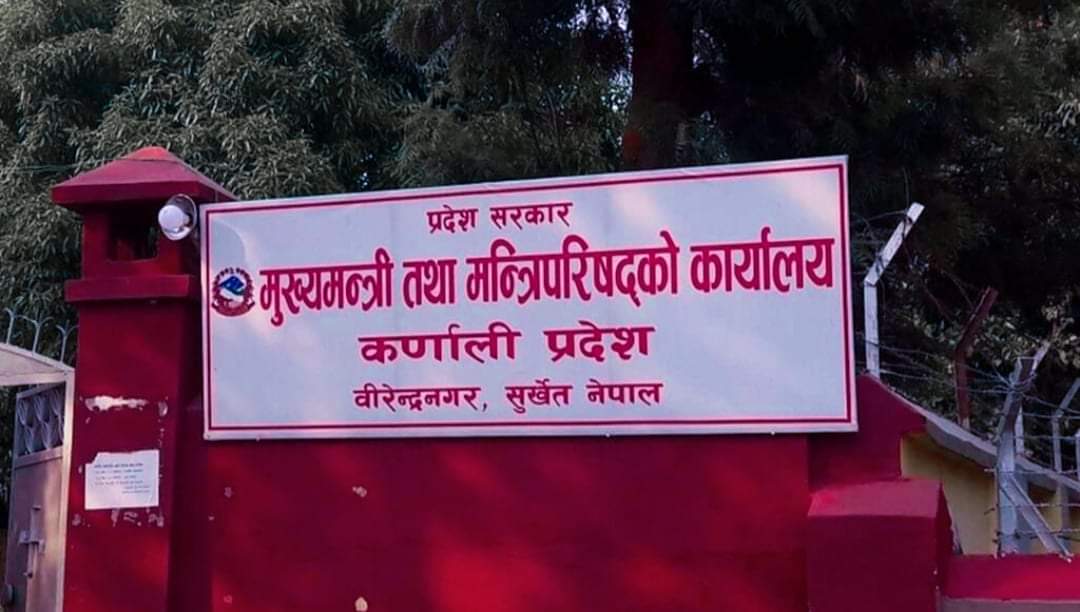 प्रदेश सरकार
मुख्यमन्त्री तथा मन्त्रिपरिषद्को कार्यालय
कर्णाली प्रदेश
वीरेन्द्रनगर, सुर्खेत नेपाल